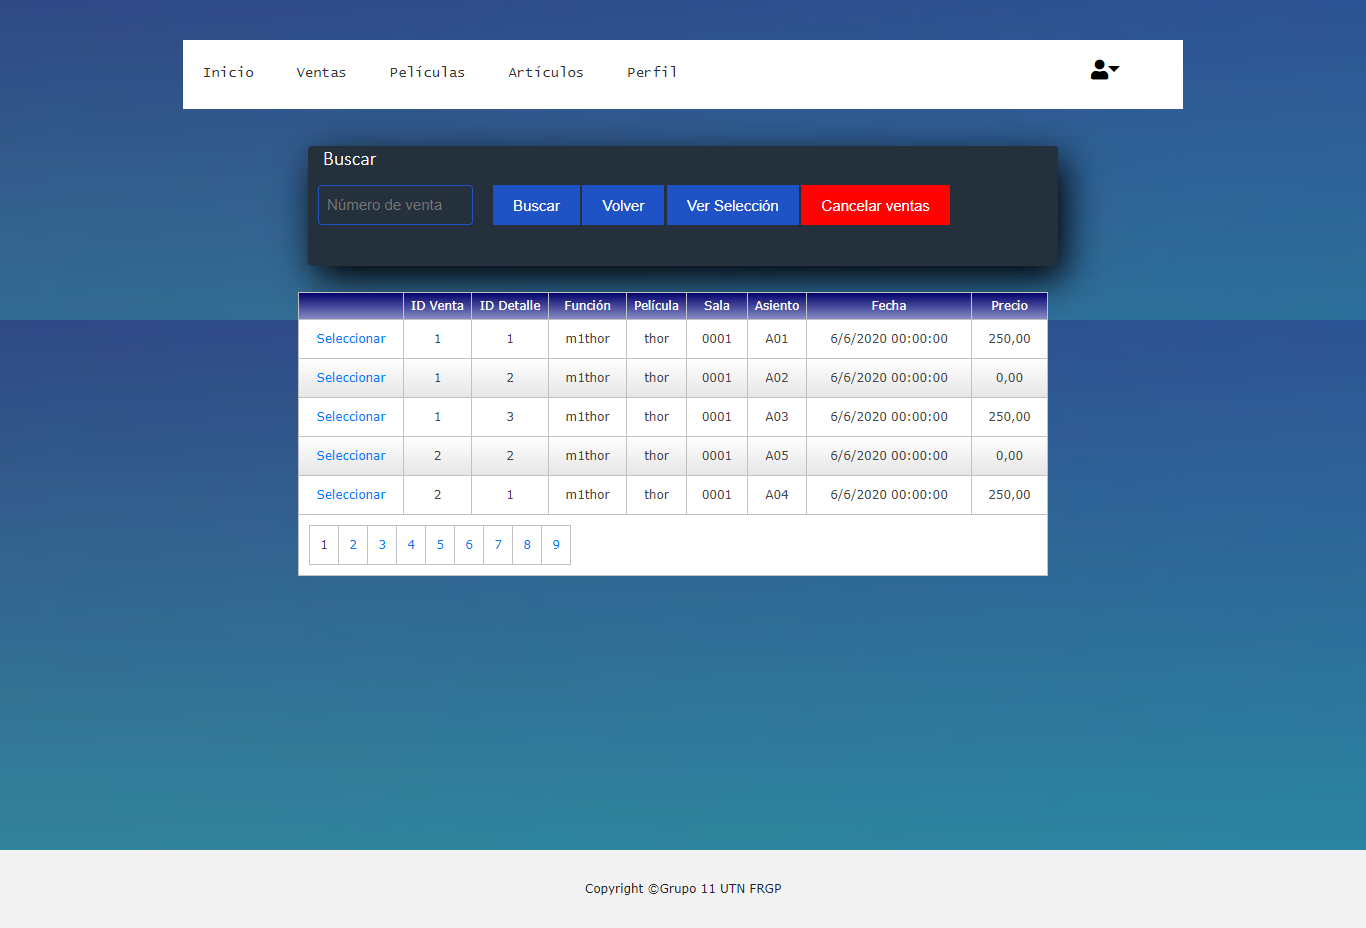 Inicio Ventas Películas Artículos Perfil
Buscar
Número de venta Buscar Volver Ver Selección Cancelar ventas
ID Venta ID Detalle Función Película Sala Asiento Fecha Precio
Seleccionar 1 1 m1thor thor 0001 A01 6/6/2020 00:00:00 250,00
Seleccionar 1 2 m1thor thor 0001 A02 6/6/2020 00:00:00 0,00
Seleccionar 1 3 m1thor thor 0001 A03 6/6/2020 00:00:00 250,00
Seleccionar 2 2 m1thor thor 0001 A05 6/6/2020 00:00:00 0,00
Seleccionar 2 1 m1thor thor 0001 A04 6/6/2020 00:00:00 250,00
1 2 3 4 5 6 7 8 9
Copyright ©Grupo 11 UTN FRGP